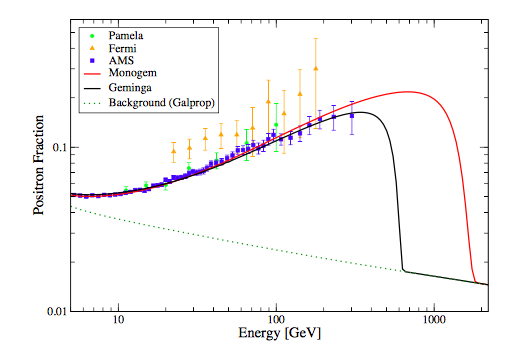 Pamela
Fermi
AMS
Monogem
Geminga
Background (Galprop)
0.1
0.01
Positron Fraction
10
100
1000
Energy [GeV]